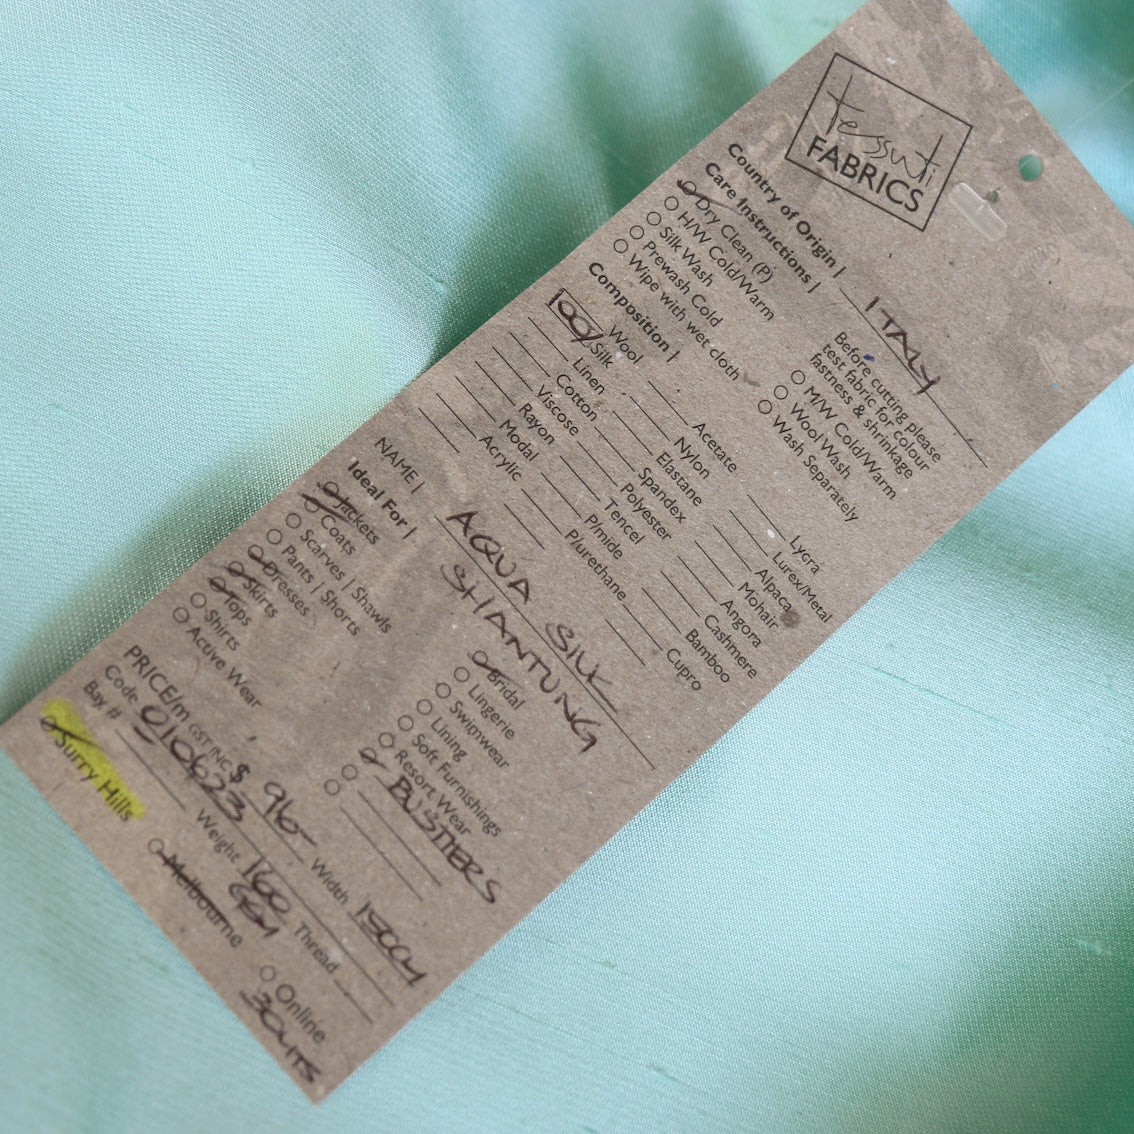 tessuti
FABRICS
Country of Origin | ITALY
Care Instructions |
Dry Clean (P)
H/W Cold/Warm
Silk Wash
Prewash Cold
Wipe with wet cloth
Before cutting please
test fabric for colour
fastness & shrinkage
M/W Cold/Warm
Wool Wash
Wash Separately
Composition |
Wool
100% Silk
Linen
Cotton
Viscose
Rayon
Modal
Acrylic
Acetate
Nylon
Elastane
Spandex
Polyester
Tencel
P/mide
P/urethane
Lycra
Lurex/Metal
Alpaca
Mohair
Angora
Cashmere
Bamboo
Cupro
NAME | AQUA SILK
SHANTUNG
Ideal For |
Jackets
Coats
Scarves | Shawls
Pants | Shorts
Dresses
Skirts
Tops
Shirts
Active Wear
Bridal
Lingerie
Swimwear
Lining
Soft Furnishings
Resort Wear
BUSTIERS
PRICE/m GST INC $ 96- Width 150CM
Code 010623 Weight 160 GSM Thread
Bay #
Surry Hills Melbourne Online
30MTS